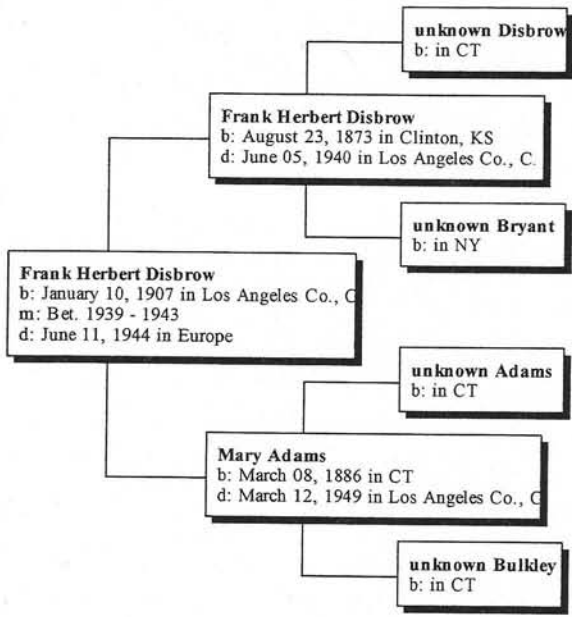 unknown Disbrow
b: in CT
Frank Herbert Disbrow
b: August 23, 1873 in Clinton, KS
d: June 05, 1940 in Los Angeles Co., C.
unknown Bryant
b: in NY
Frank Herbert Disbrow
b: January 10, 1907 in Los Angeles Co., C
m: Bet. 1939 - 1943
d: June 11, 1944 in Europe
unknown Adams
b: in CT
Mary Adams
b: March 08, 1886 in CT
d: March 12, 1949 in Los Angeles Co., C
unknown Bulkley
b: in CT